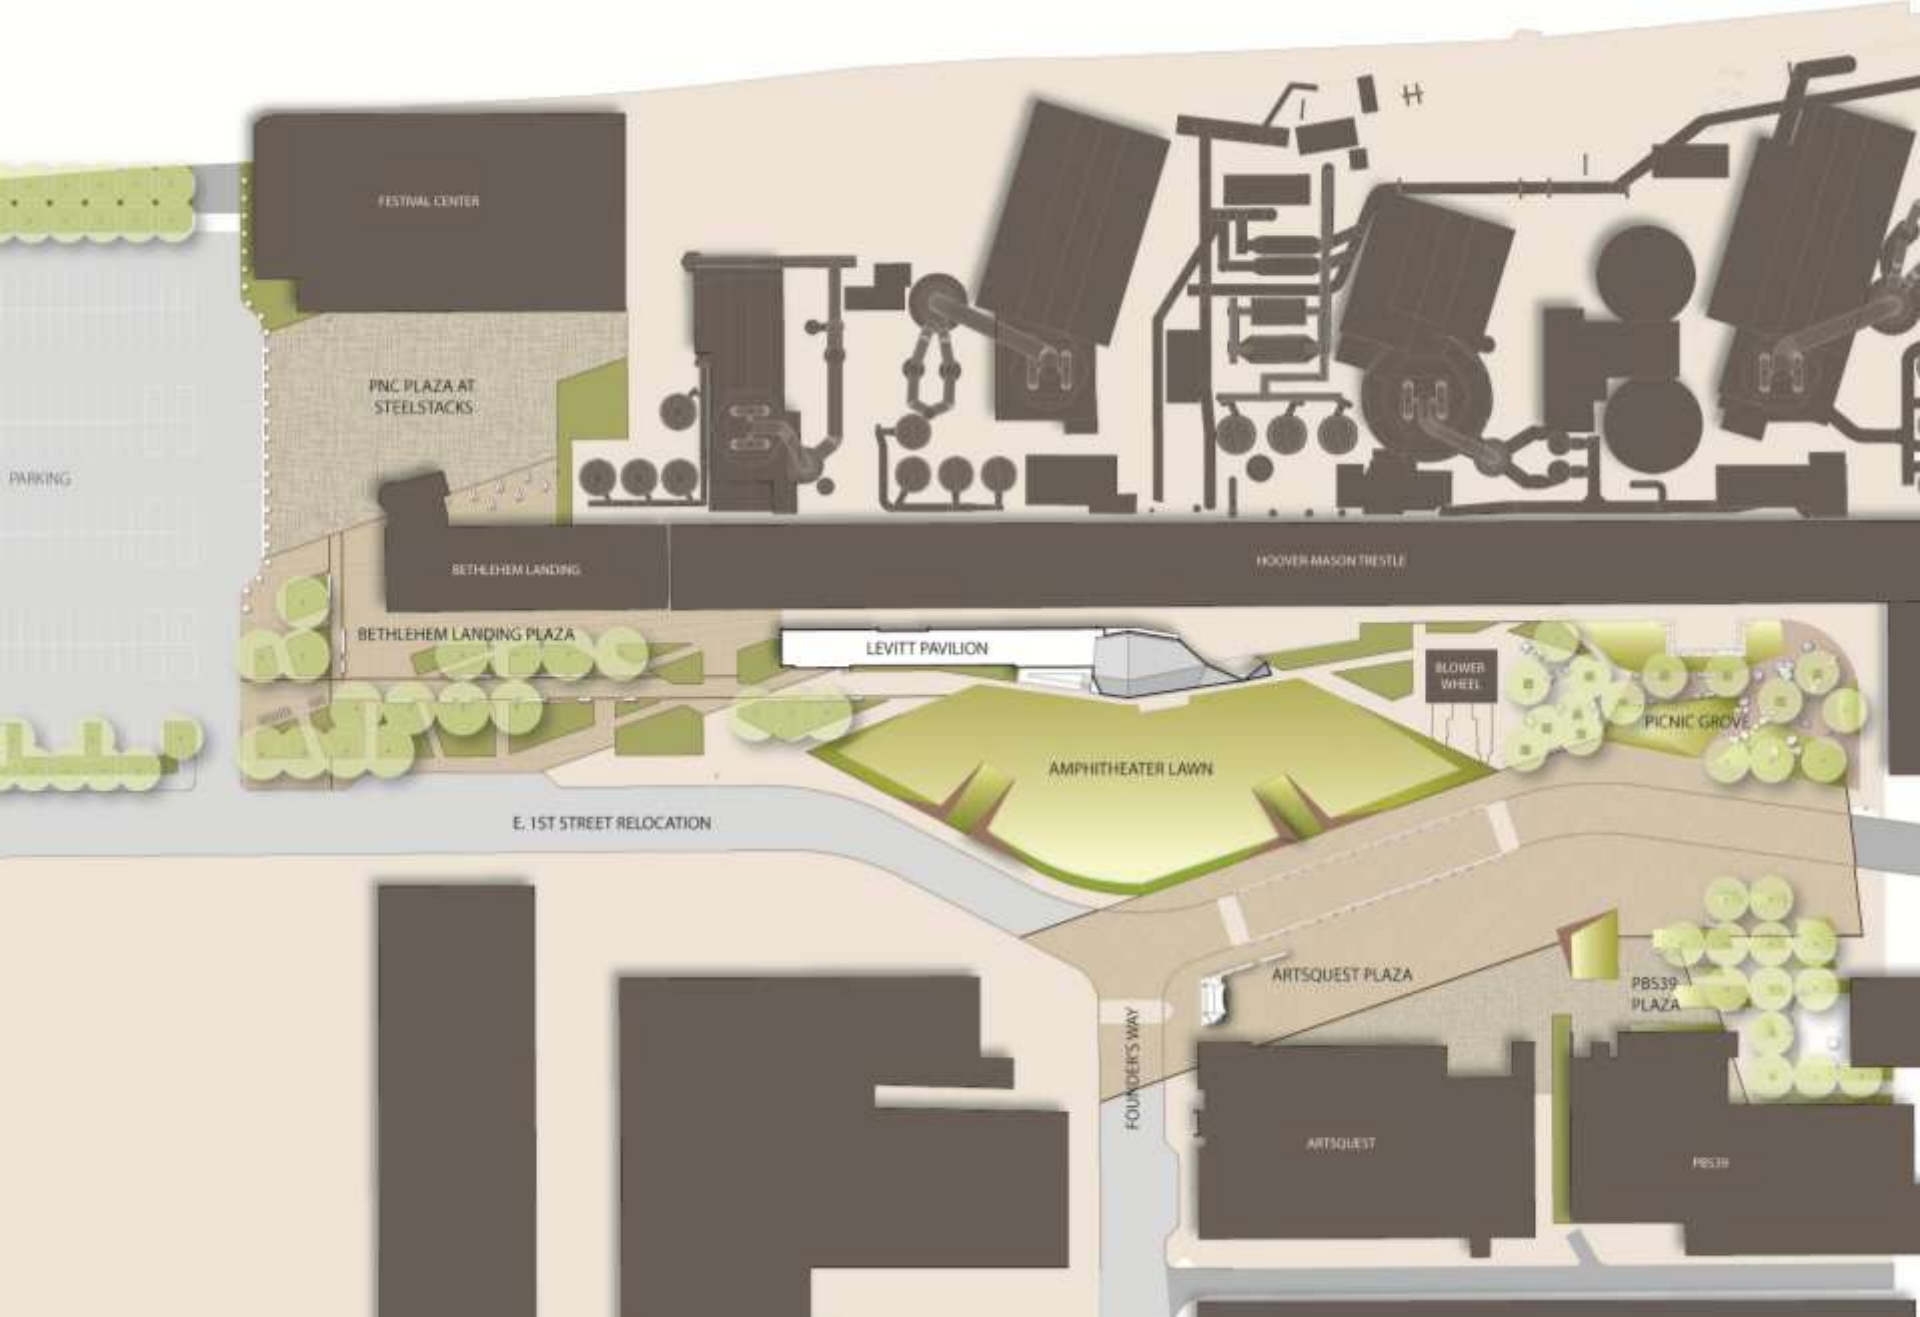 FESTIVAL CENTER
PNC PLAZA AT
STEELSTACKS
PARKING
BETHLEHEM LANDING
HOOVER-MASON TRESTLE
BETHLEHEM LANDING PLAZA
LEVITT PAVILION
BLOWER
WHEEL
PICNIC GROVE
AMPHITHEATER LAWN
E. 1ST STREET RELOCATION
ARTSQUEST PLAZA
PBS39
PLAZA
FOUNDER'S WAY
ARTSQUEST
PBS39